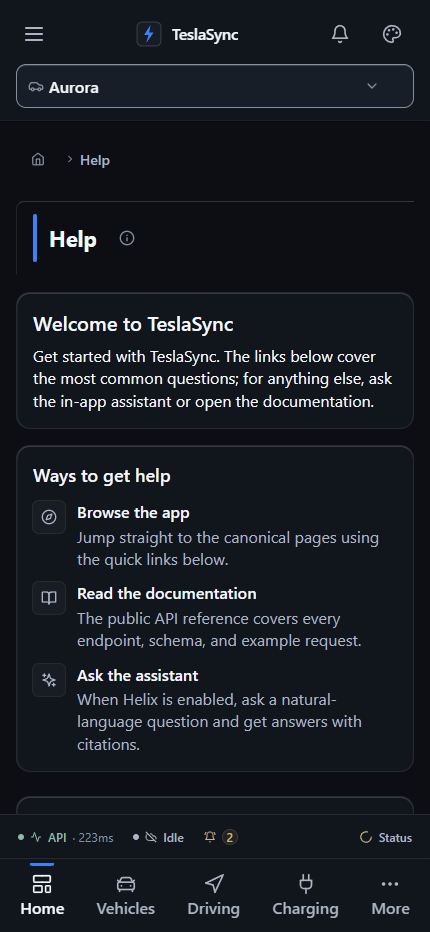 TeslaSync
Aurora
Help
Help
Welcome to TeslaSync
Get started with TeslaSync. The links below cover
the most common questions; for anything else, ask
the in-app assistant or open the documentation.
Ways to get help
Browse the app
Jump straight to the canonical pages using
the quick links below.
Read the documentation
The public API reference covers every
endpoint, schema, and example request.
Ask the assistant
When Helix is enabled, ask a natural-
language question and get answers with
citations.
API · 223ms Idle 2 Status
Home Vehicles Driving Charging More